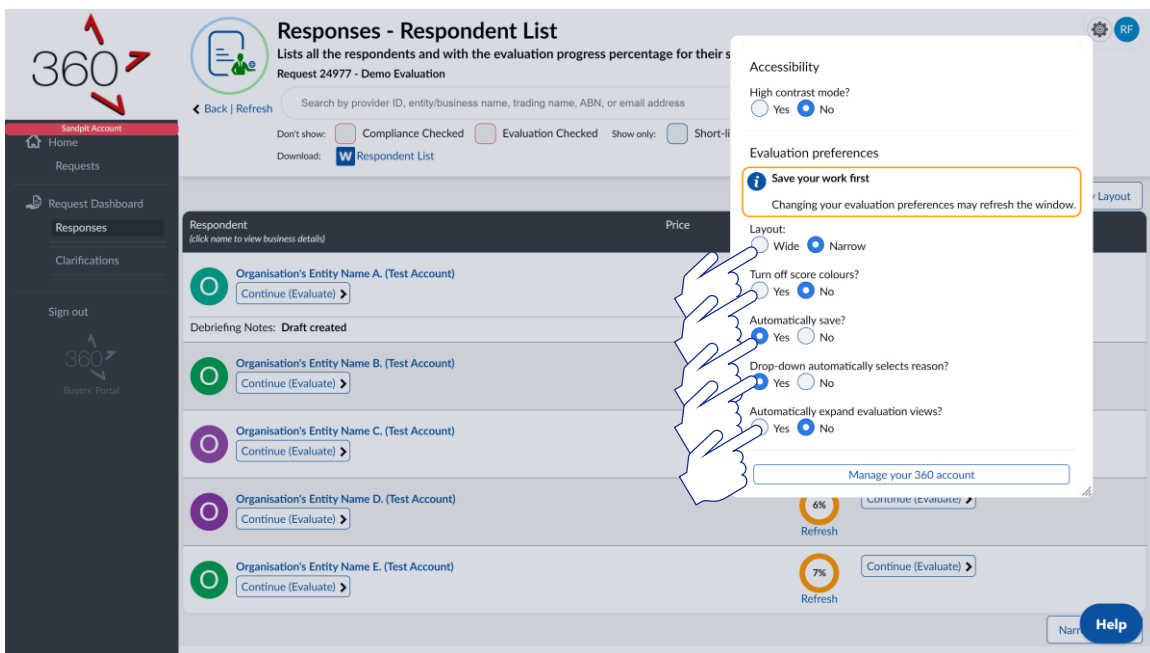 360
Sandpit Account
Home
Requests
Request Dashboard
Responses
Clarifications
Sign out
360
Buyers' Portal
Responses - Respondent List
Lists all the respondents and with the evaluation progress percentage for their s
Request 24977 - Demo Evaluation
Back | Refresh
Search by provider ID, entity/business name, trading name, ABN, or email address
Don't show: Compliance Checked Evaluation Checked Show only: Short-li
Download: W Respondent List
RF
Layout
Respondent Price
(click name to view business details)
O
Organisation's Entity Name A. (Test Account)
Continue (Evaluate)
Debriefing Notes: Draft created
O
Organisation's Entity Name B. (Test Account)
Continue (Evaluate)
O
Organisation's Entity Name C. (Test Account)
Continue (Evaluate)
O
Organisation's Entity Name D. (Test Account)
Continue (Evaluate)
6%
Refresh
Continue (Evaluate)
O
Organisation's Entity Name E. (Test Account)
Continue (Evaluate)
7%
Refresh
Continue (Evaluate)
Accessibility
High contrast mode?
Yes No
Evaluation preferences
i Save your work first
Changing your evaluation preferences may refresh the window.
Layout:
Wide Narrow
Turn off score colours?
Yes No
Automatically save?
Yes No
Drop-down automatically selects reason?
Yes No
Automatically expand evaluation views?
Yes No
Manage your 360 account
Narr
Help